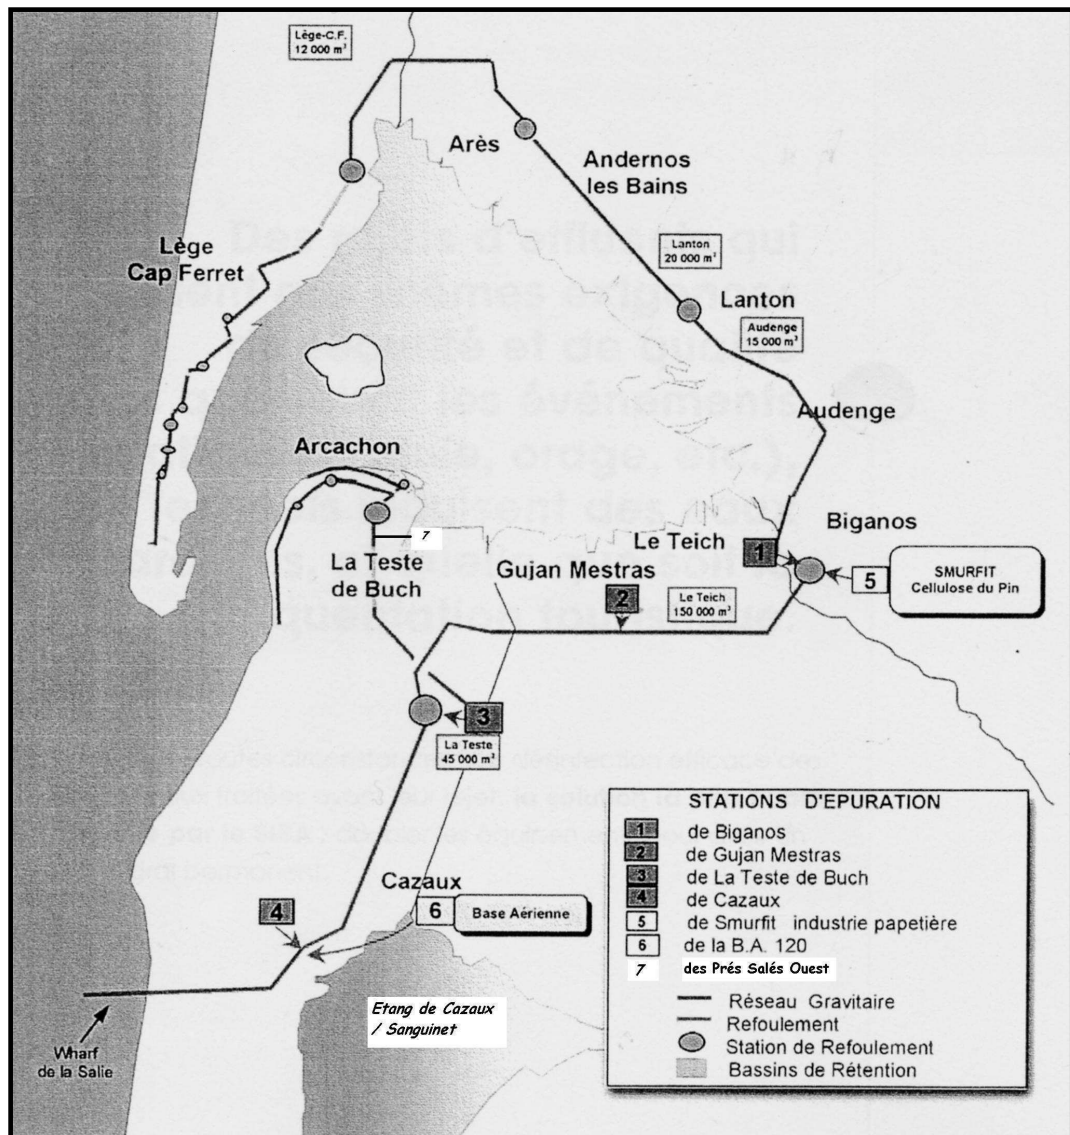 Lège-C.F.
12 000 m³
Arès
Andernos
les Bains
Lège
Cap Ferret
Lanton
20 000 m³
Lanton
Audenge
15 000 m³
Audenge
Arcachon
Biganos
7
Le Teich
1
La Teste
de Buch
Gujan Mestras
5
SMURFIT
Cellulose du Pin
2
Le Teich
150 000 m³
3
La Teste
45 000 m³
Cazaux
4
6
Base Aérienne
Etang de Cazaux
/ Sanguinet
Wharf
de la Salie
STATIONS D'EPURATION
1 de Biganos
2 de Gujan Mestras
3 de La Teste de Buch
4 de Cazaux
5 de Smurfit industrie papetière
6 de la B.A. 120
7 des Prés Salés Ouest
Réseau Gravitaire
Refoulement
Station de Refoulement
Bassins de Rétention